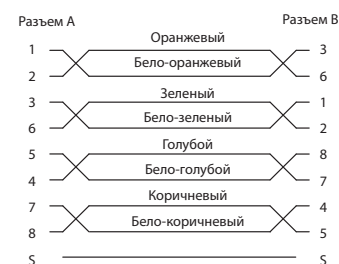 Разъем A Разъем B
Оранжевый
1 3
Бело-оранжевый
2 6
Зеленый
3 1
Бело-зеленый
6 2
Голубой
5 8
Бело-голубой
4 7
Коричневый
7 4
Бело-коричневый
8 5
S S